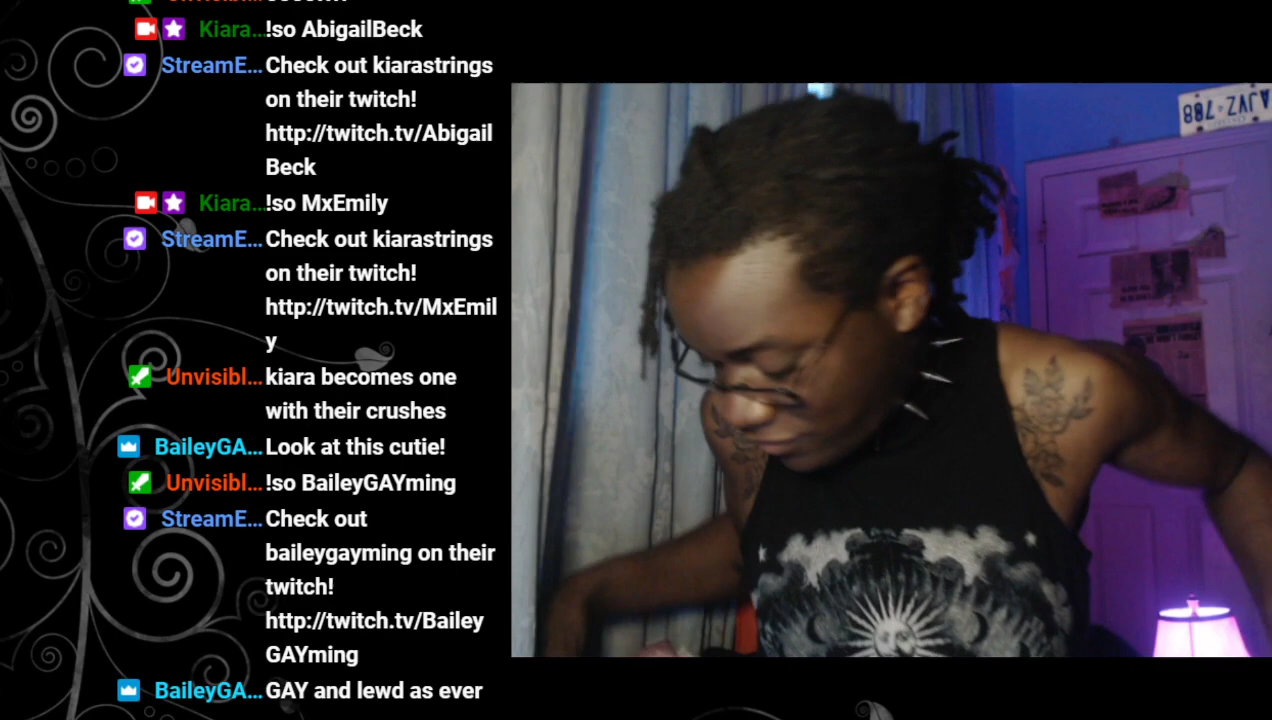 Kiara... !so AbigailBeck
StreamE... Check out kiarastrings
on their twitch!
http://twitch.tv/Abigail
Beck
Kiara... !so MxEmily
StreamE... Check out kiarastrings
on their twitch!
http://twitch.tv/MxEmil
y
Unvisibl... kiara becomes one
with their crushes
BaileyGA... Look at this cutie!
Unvisibl... !so BaileyGAYming
StreamE... Check out
baileygayming on their
twitch!
http://twitch.tv/Bailey
GAYming
BaileyGA... GAY and lewd as ever
AJVZ 788